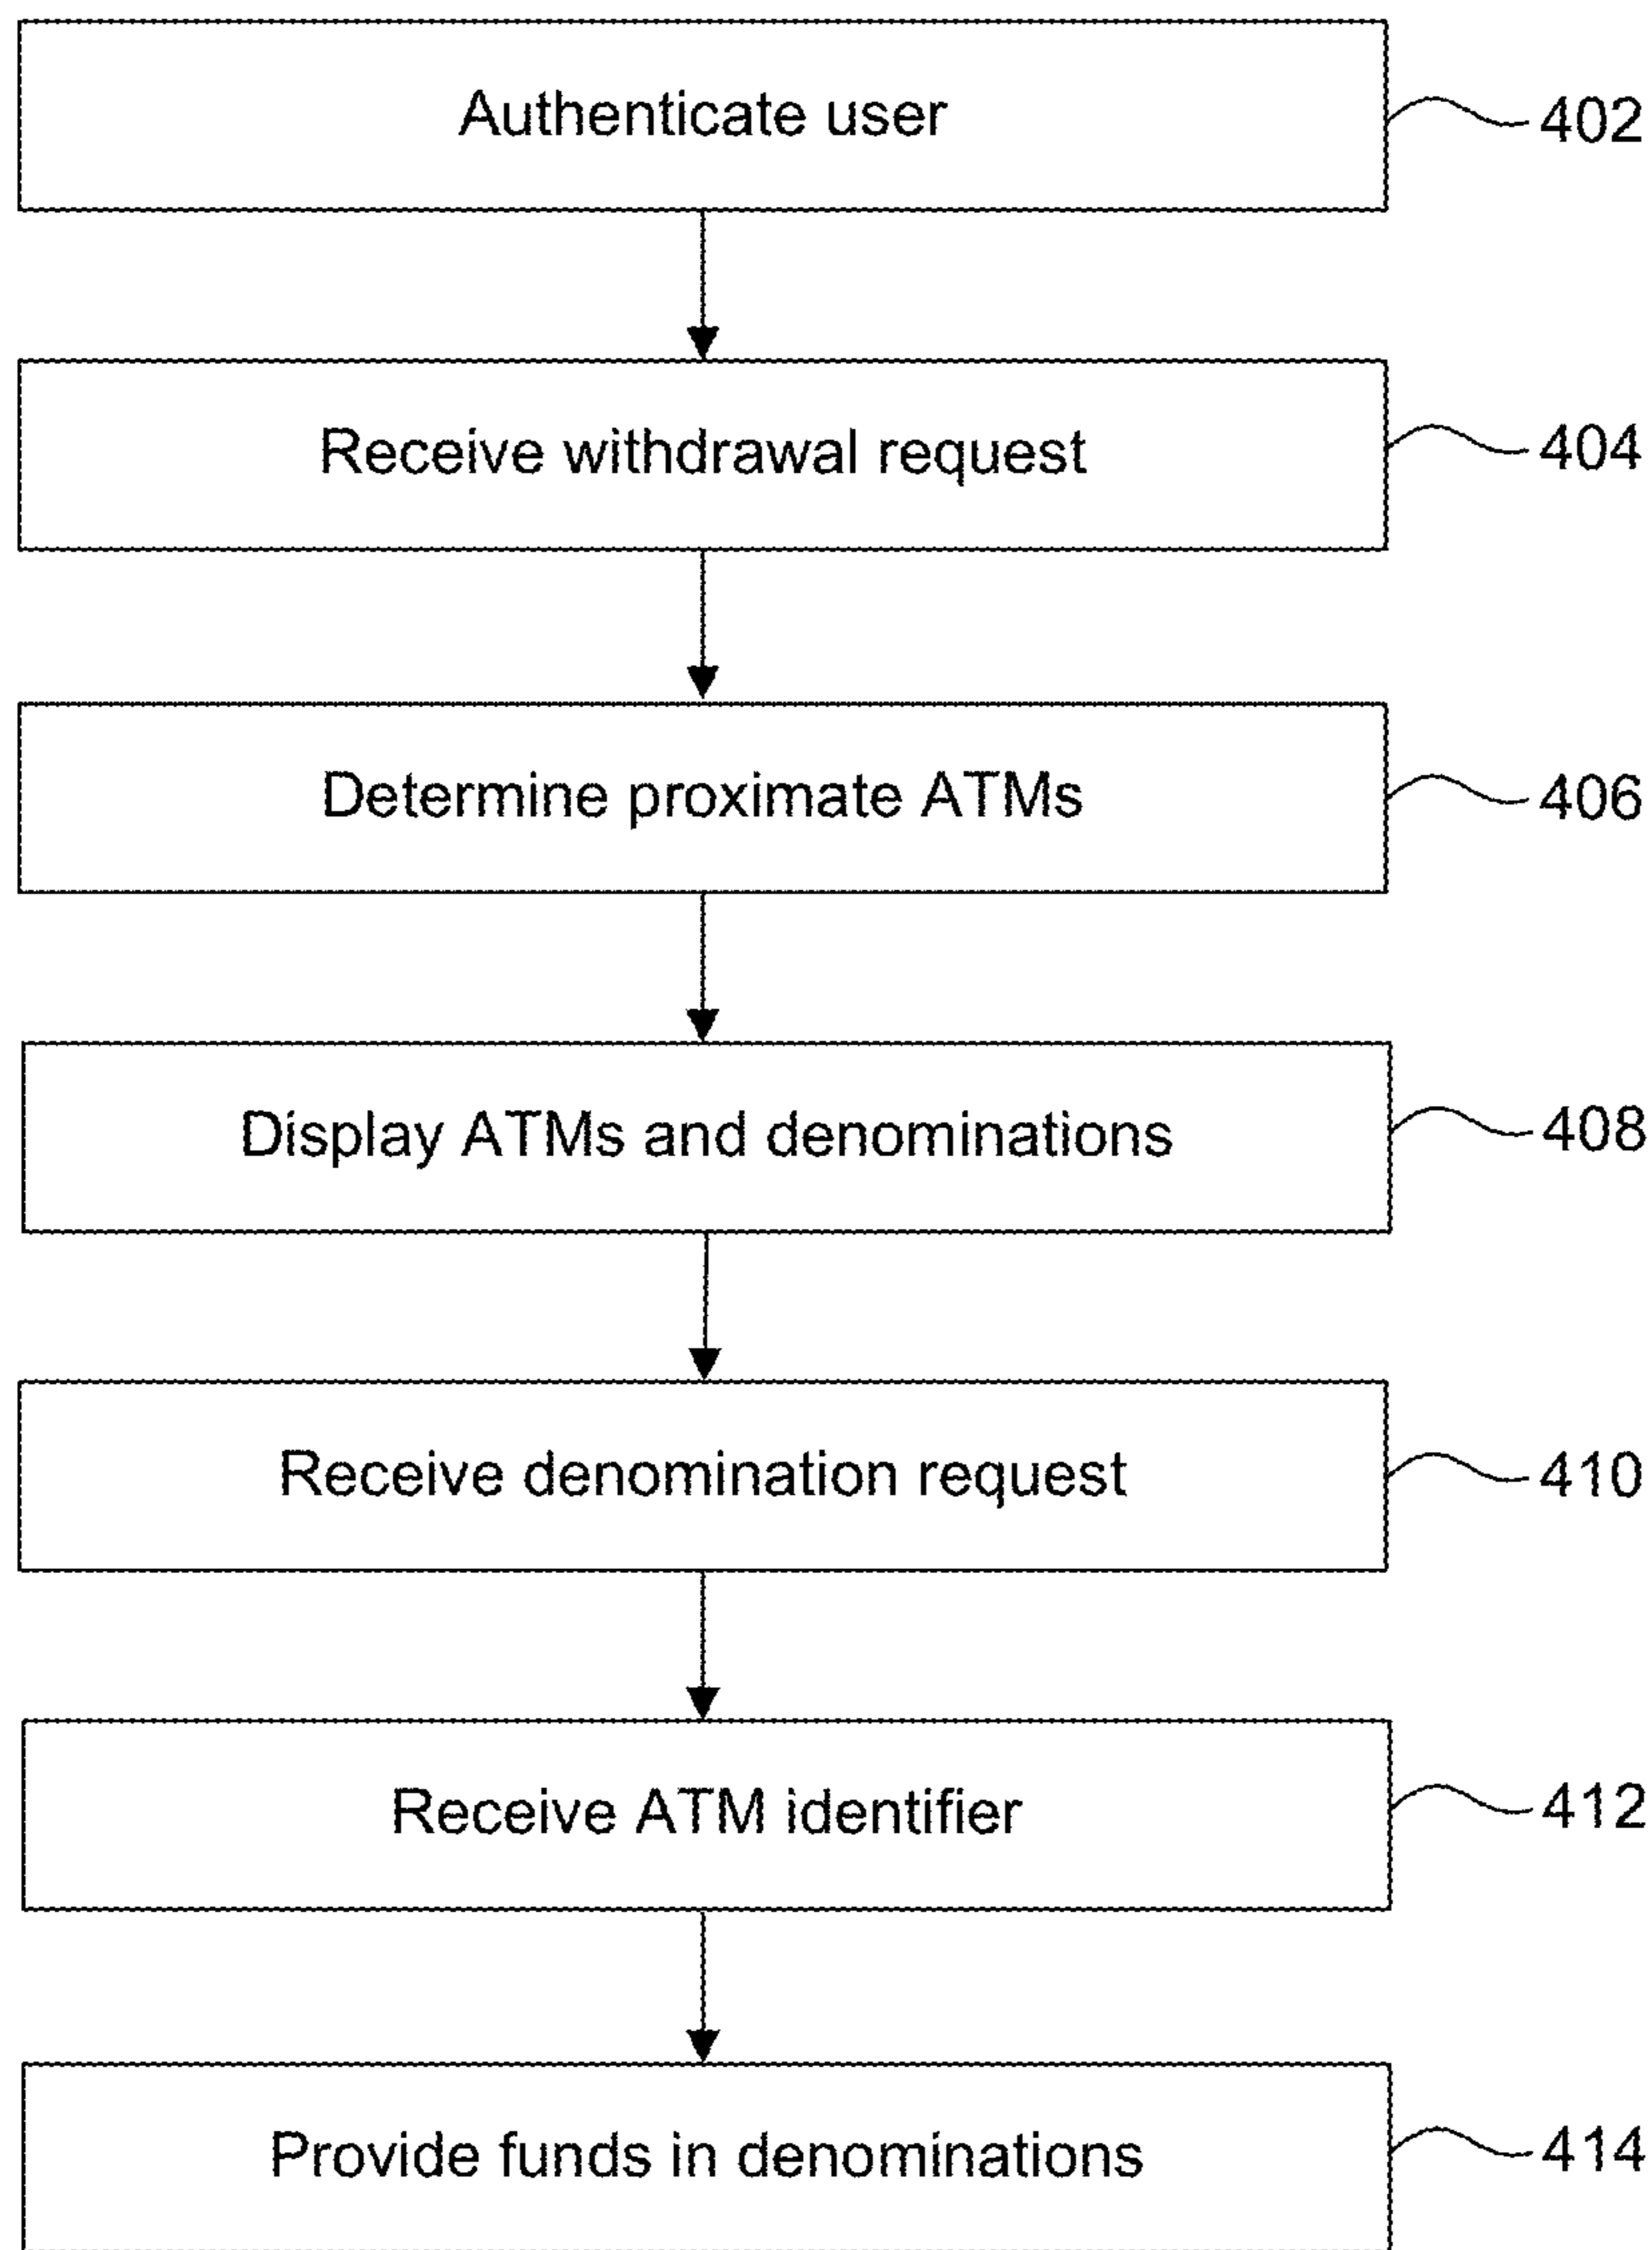 Authenticate user
402
Receive withdrawal request
404
Determine proximate ATMs
406
Display ATMs and denominations
408
Receive denomination request
410
Receive ATM identifier
412
Provide funds in denominations
414